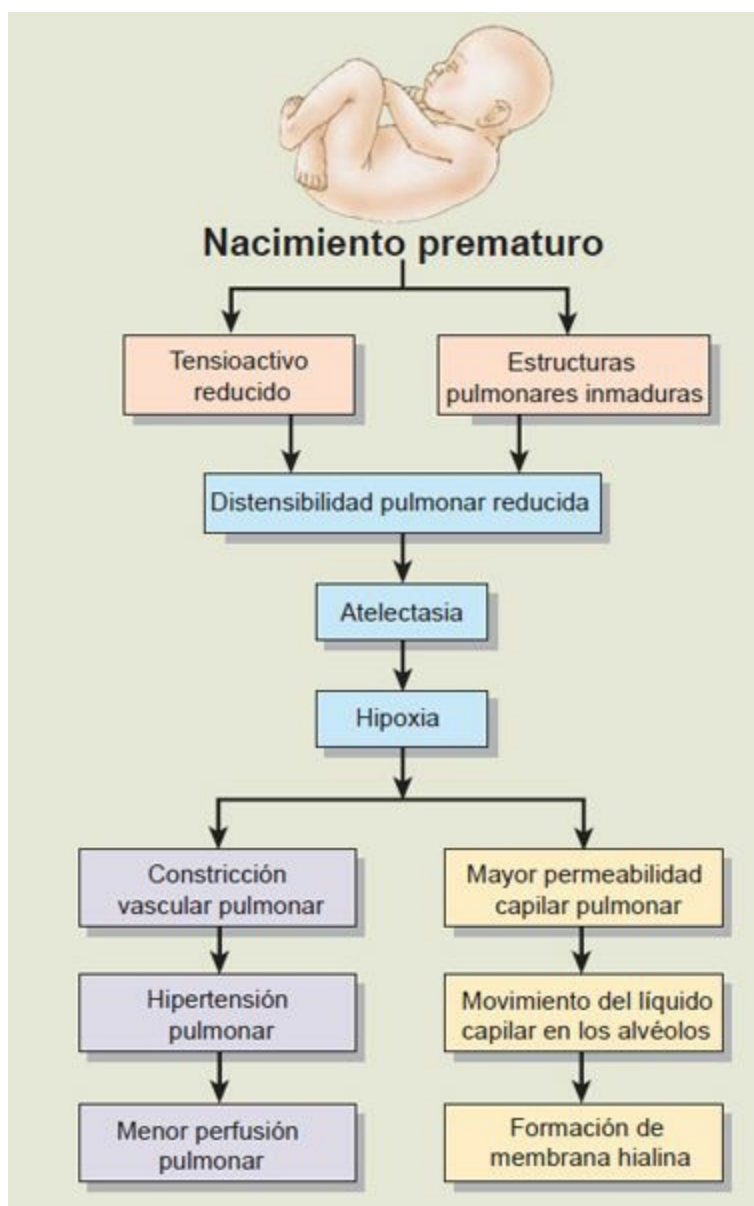 Nacimiento prematuro
Tensioactivo
reducido
Estructuras
pulmonares inmaduras
Distensibilidad pulmonar reducida
Atelectasia
Hipoxia
Constricción
vascular pulmonar
Mayor permeabilidad
capilar pulmonar
Hipertensión
pulmonar
Movimiento del líquido
capilar en los alvéolos
Menor perfusión
pulmonar
Formación de
membrana hialina